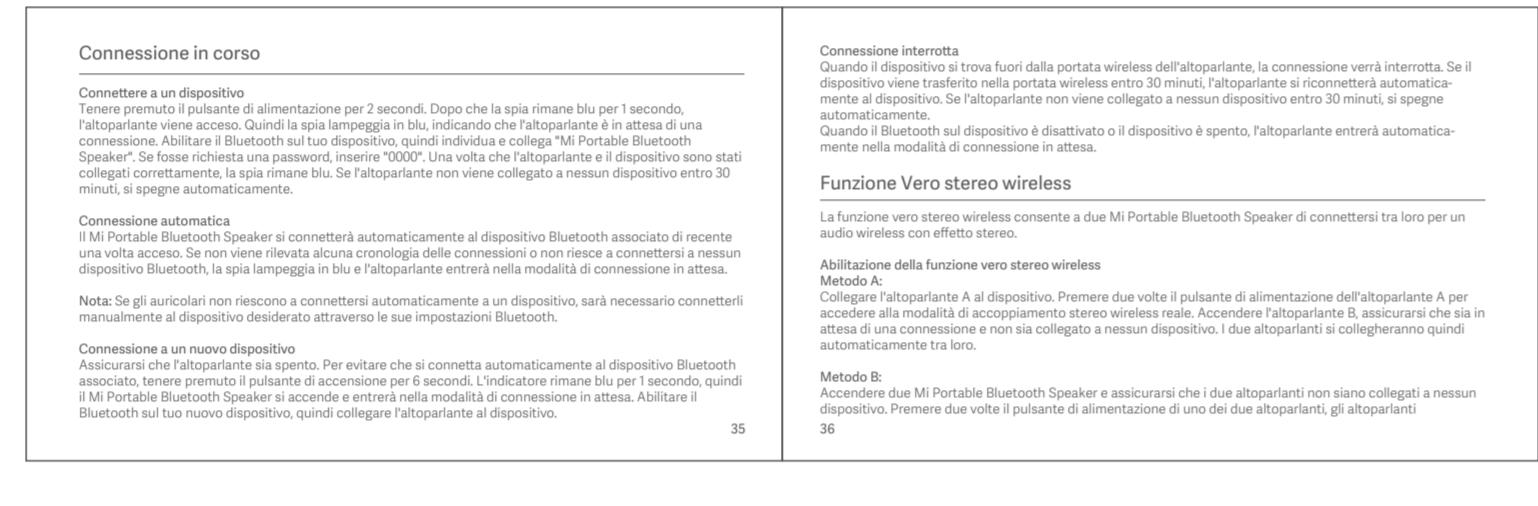 Connessione in corso
Connettere a un dispositivo
Tenere premuto il pulsante di alimentazione per 2 secondi. Dopo che la spia rimane blu per 1 secondo,
l'altoparlante viene acceso. Quindi la spia lampeggia in blu, indicando che l'altoparlante è in attesa di una
connessione. Abilitare il Bluetooth sul tuo dispositivo, quindi individua e collega "Mi Portable Bluetooth
Speaker". Se fosse richiesta una password, inserire "0000". Una volta che l'altoparlante e il dispositivo sono stati
collegati correttamente, la spia rimane blu. Se l'altoparlante non viene collegato a nessun dispositivo entro 30
minuti, si spegne automaticamente.
Connessione automatica
Il Mi Portable Bluetooth Speaker si connetterà automaticamente al dispositivo Bluetooth associato di recente
una volta acceso. Se non viene rilevata alcuna cronologia delle connessioni o non riesce a connettersi a nessun
dispositivo Bluetooth, la spia lampeggia in blu e l'altoparlante entrerà nella modalità di connessione in attesa.
Nota: Se gli auricolari non riescono a connettersi automaticamente a un dispositivo, sarà necessario connetterli
manualmente al dispositivo desiderato attraverso le sue impostazioni Bluetooth.
Connessione a un nuovo dispositivo
Assicurarsi che l'altoparlante sia spento. Per evitare che si connetta automaticamente al dispositivo Bluetooth
associato, tenere premuto il pulsante di accensione per 6 secondi. L'indicatore rimane blu per 1 secondo, quindi
il Mi Portable Bluetooth Speaker si accende e entrerà nella modalità di connessione in attesa. Abilitare il
Bluetooth sul tuo nuovo dispositivo, quindi collegare l'altoparlante al dispositivo.
35
Connessione interrotta
Quando il dispositivo si trova fuori dalla portata wireless dell'altoparlante, la connessione verrà interrotta. Se il
dispositivo viene trasferito nella portata wireless entro 30 minuti, l'altoparlante si riconnetterà automatica-
mente al dispositivo. Se l'altoparlante non viene collegato a nessun dispositivo entro 30 minuti, si spegne
automaticamente.
Quando il Bluetooth sul dispositivo è disattivato o il dispositivo è spento, l'altoparlante entrerà automatica-
mente nella modalità di connessione in attesa.
Funzione Vero stereo wireless
La funzione vero stereo wireless consente a due Mi Portable Bluetooth Speaker di connettersi tra loro per un
audio wireless con effetto stereo.
Abilitazione della funzione vero stereo wireless
Metodo A:
Collegare l'altoparlante A al dispositivo. Premere due volte il pulsante di alimentazione dell'altoparlante A per
accedere alla modalità di accoppiamento stereo wireless reale. Accendere l'altoparlante B, assicurarsi che sia in
attesa di una connessione e non sia collegato a nessun dispositivo. I due altoparlanti si collegheranno quindi
automaticamente tra loro.
Metodo B:
Accendere due Mi Portable Bluetooth Speaker e assicurarsi che i due altoparlanti non siano collegati a nessun
dispositivo. Premere due volte il pulsante di alimentazione di uno dei due altoparlanti, gli altoparlanti
36